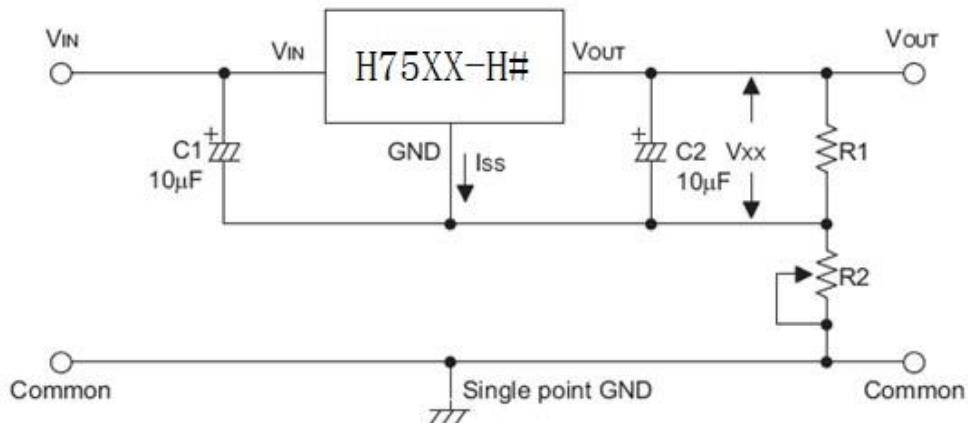 VIN
VIN
H75XX-H#
VOUT
VOUT
+
C1
10µF
GND
ISS
+
C2
10µF
VXX
R1
R2
Common
Single point GND
Common